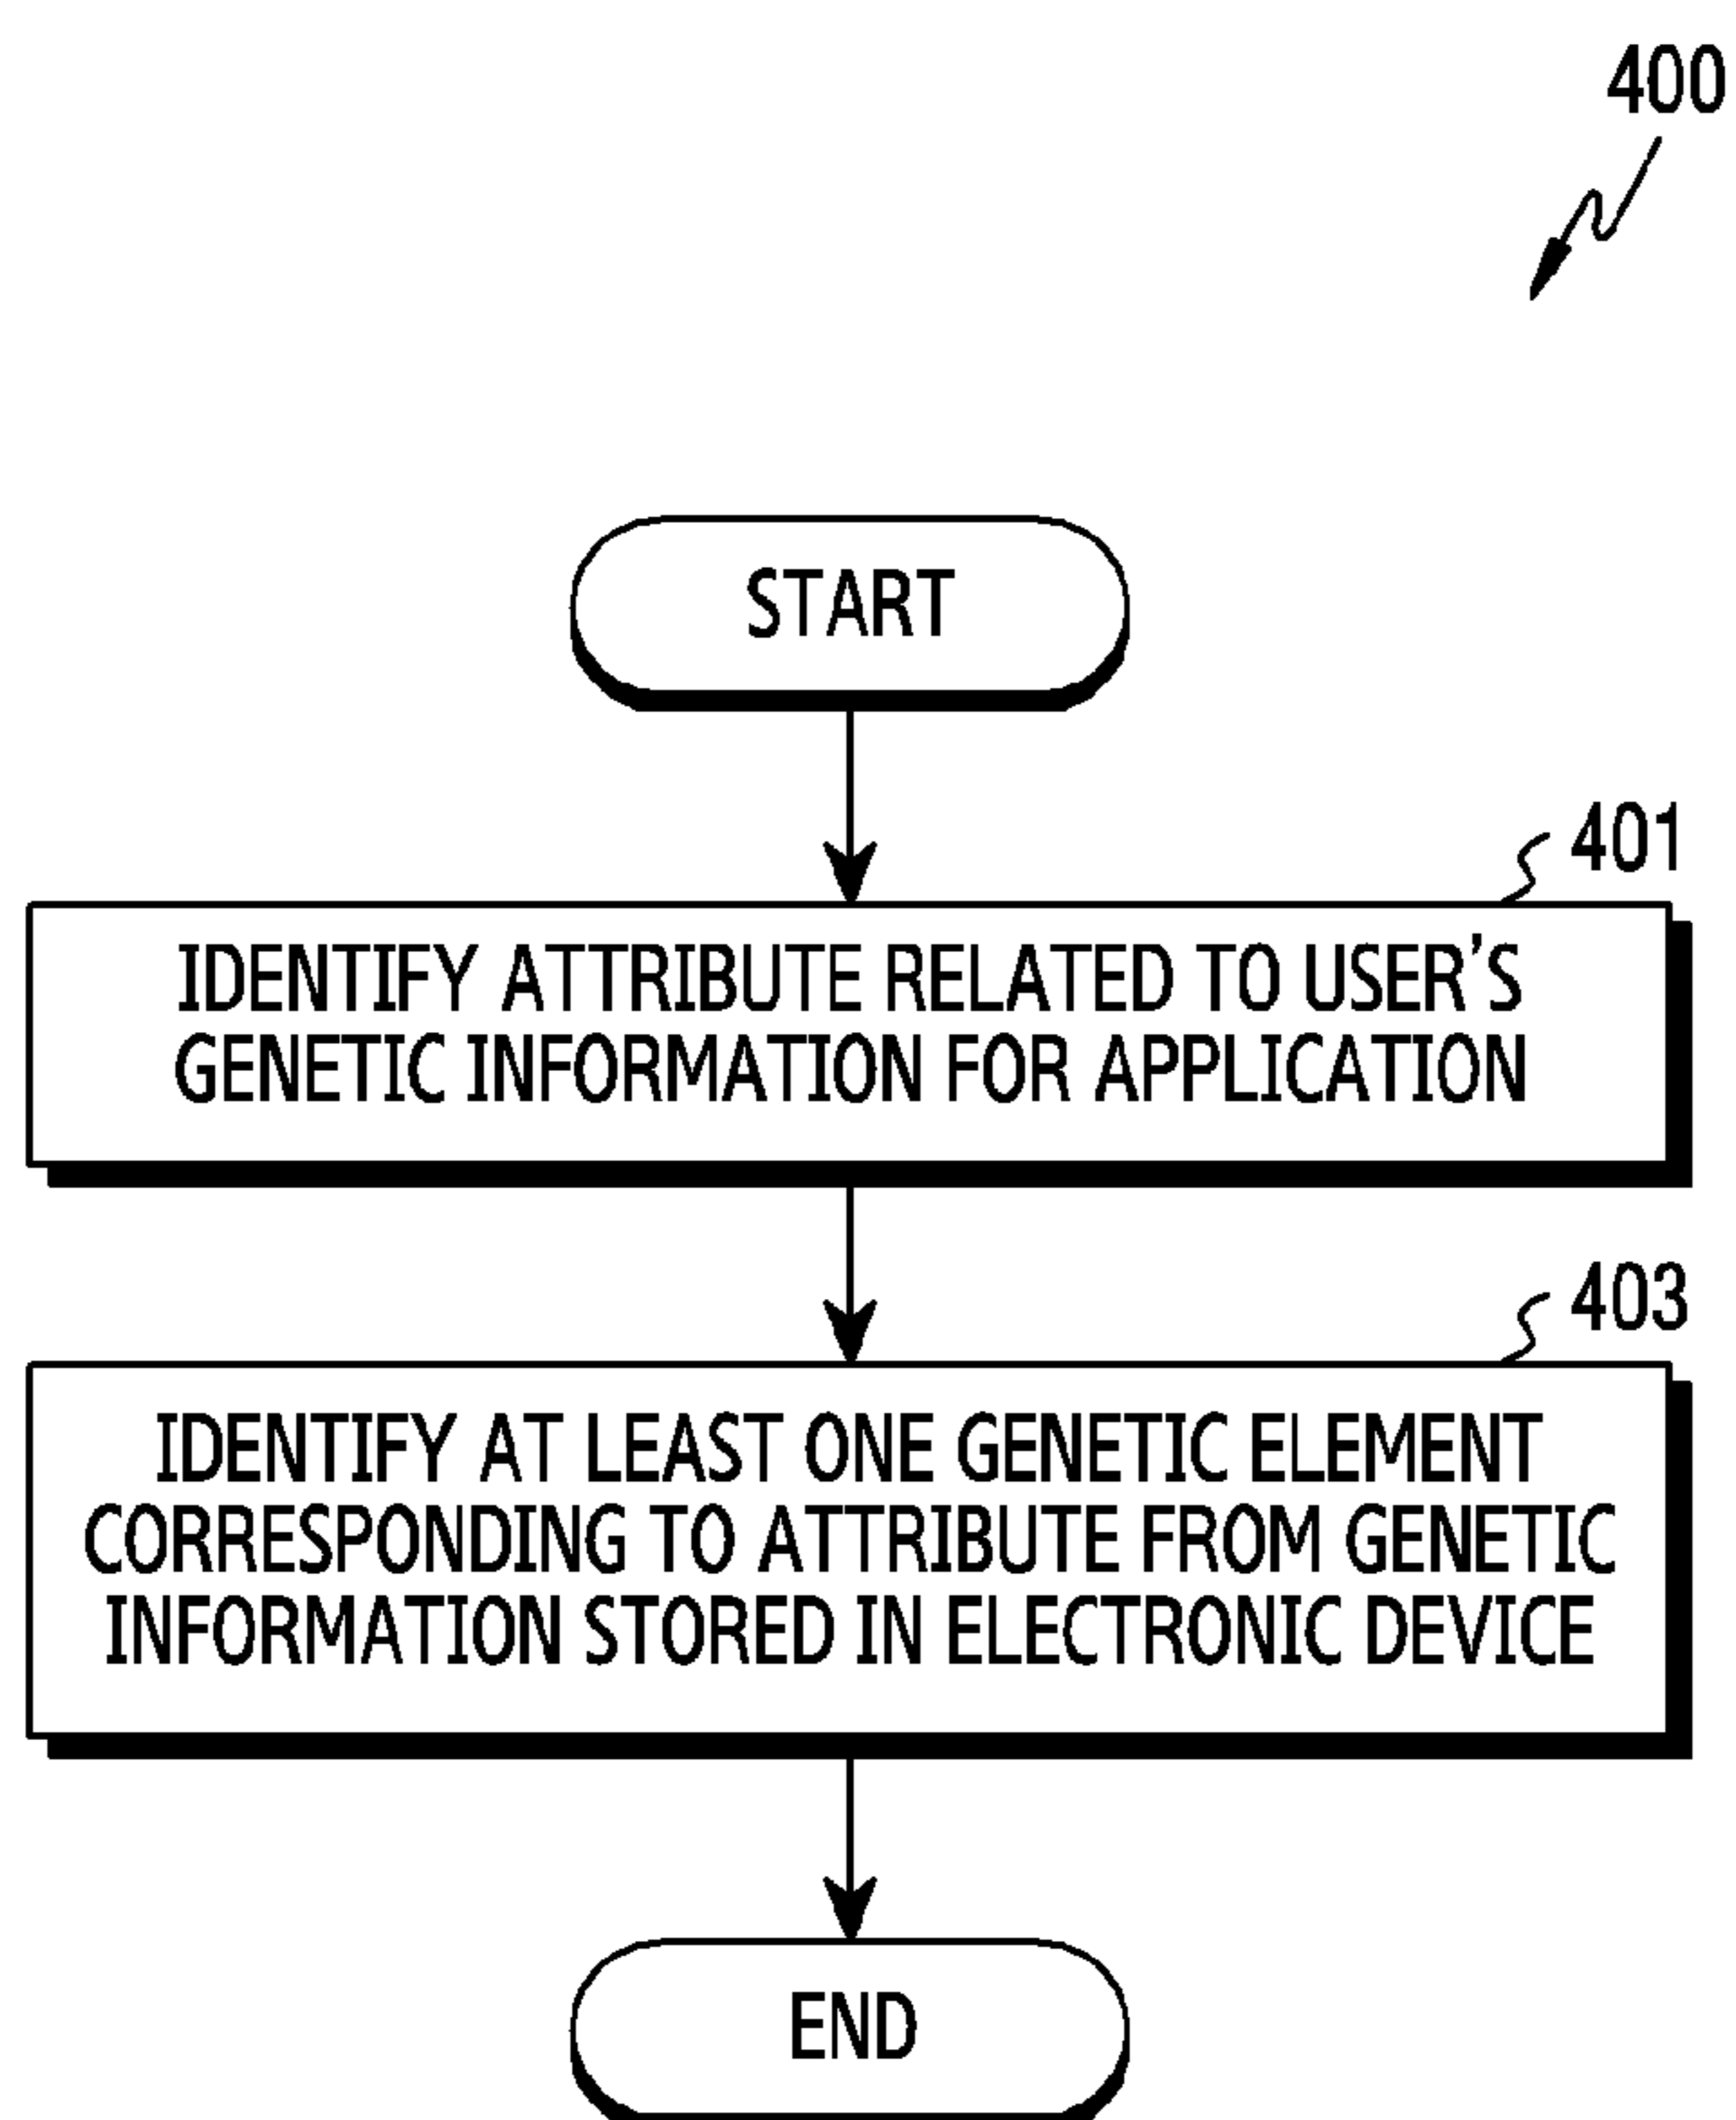 400
START
401
IDENTIFY ATTRIBUTE RELATED TO USER'S
GENETIC INFORMATION FOR APPLICATION
403
IDENTIFY AT LEAST ONE GENETIC ELEMENT
CORRESPONDING TO ATTRIBUTE FROM GENETIC
INFORMATION STORED IN ELECTRONIC DEVICE
END